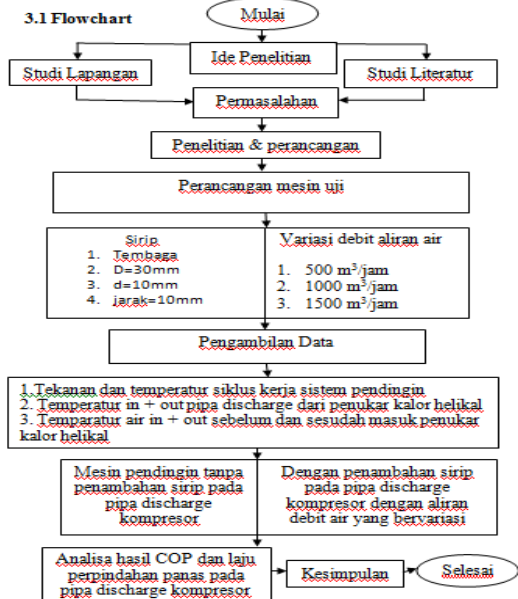 3.1 Flowchart
Mulai
Ide Penelitian
Studi Lapangan
Studi Literatur
Permasalahan
Penelitian & perancangan
Perancangan mesin uji
Sirip
1. Tembaga
2. D=30mm
3. d=10mm
4. jarak=10mm
Variasi debit aliran air
1. 500 m³/jam
2. 1000 m³/jam
3. 1500 m³/jam
Pengambilan Data
1.Tekanan dan temperatur siklus kerja sistem pendingin
2. Temperatur in + out pipa discharge dari penukar kalor helikal
3. Temparatur air in + out sebelum dan sesudah masuk penukar
kalor helikal
Mesin pendingin tanpa
penambahan sirip pada
pipa discharge
kompresor
Dengan penambahan sirip
pada pipa discharge
kompresor dengan aliran
debit air yang bervariasi
Analisa hasil COP dan laju
perpindahan panas pada
pipa discharge kompresor
Kesimpulan
Selesai